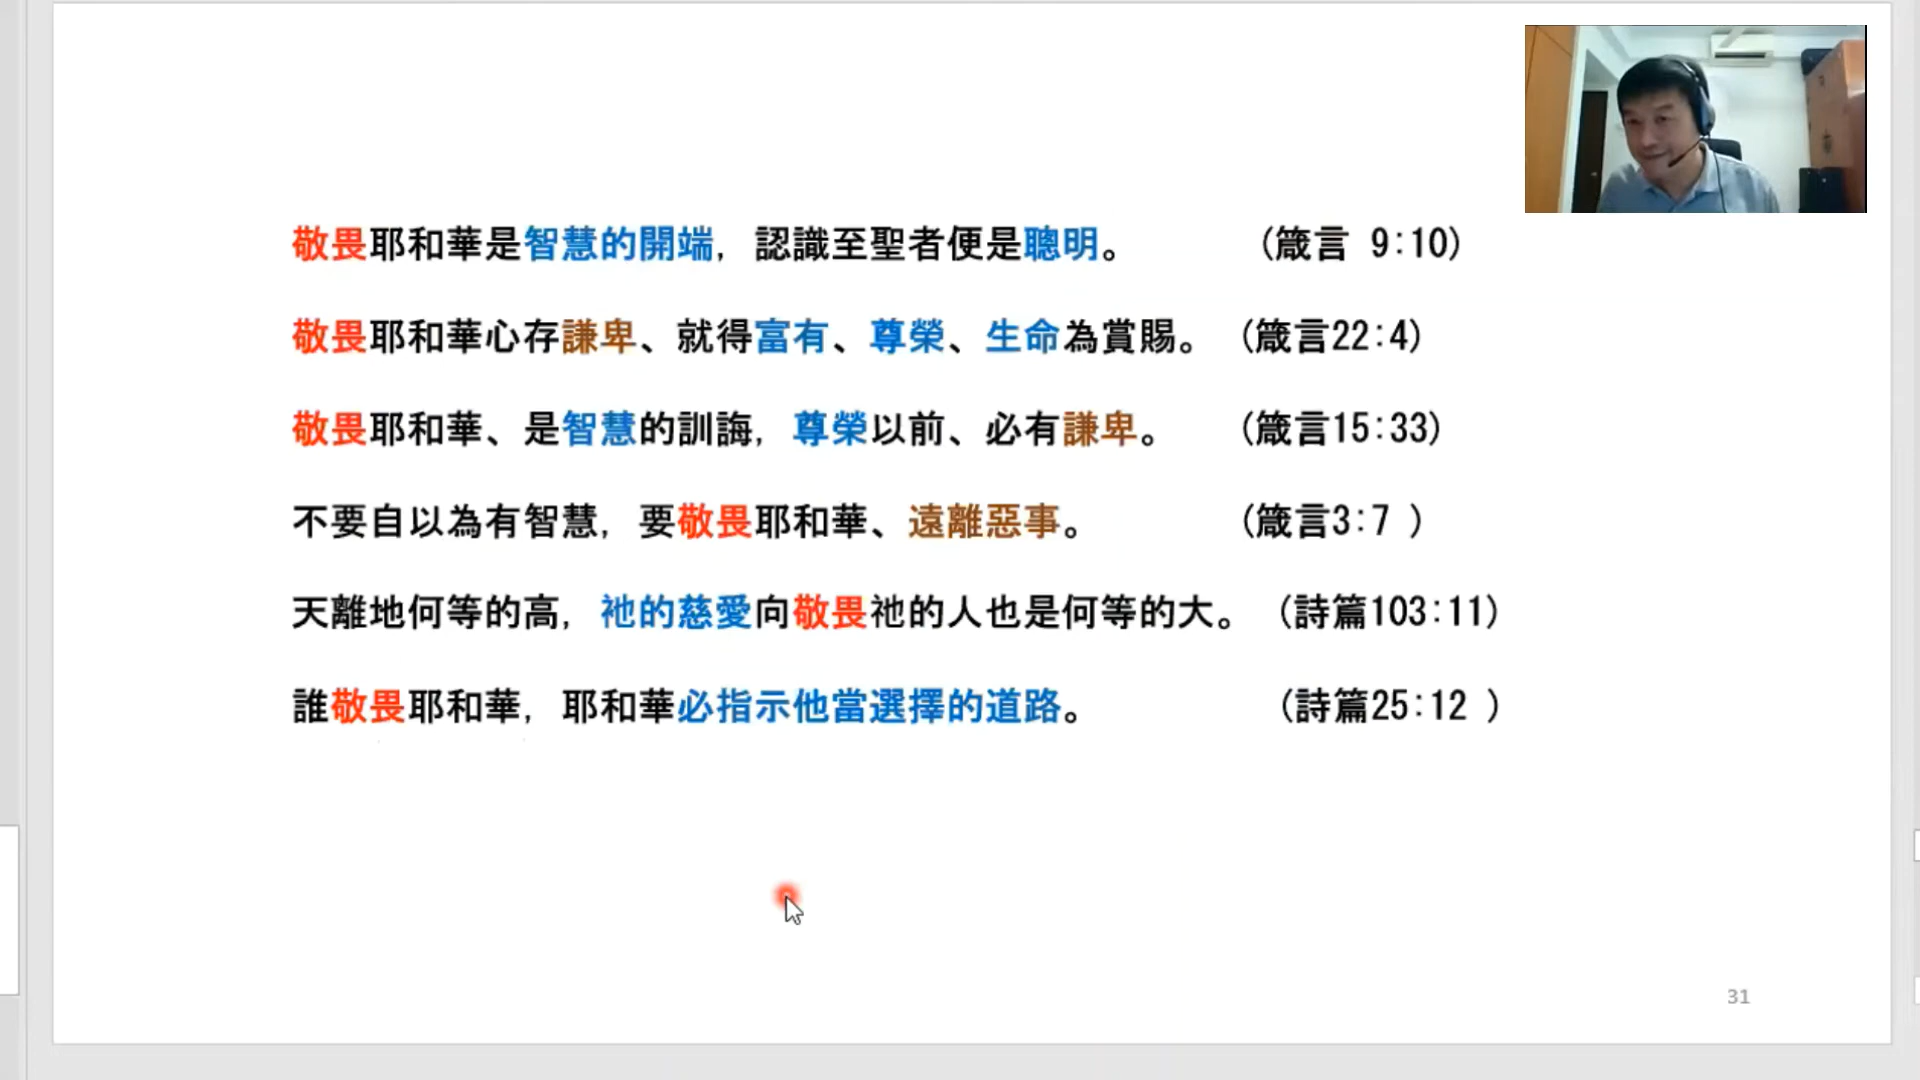 敬畏耶和華是智慧的開端，認識至聖者便是聰明。 (箴言 9:10)
敬畏耶和華心存謙卑、就得富有、尊榮、生命為賞賜。 (箴言22:4)
敬畏耶和華、是智慧的訓誨，尊榮以前、必有謙卑。 (箴言15:33)
不要自以為有智慧，要敬畏耶和華、遠離惡事。 (箴言3:7 )
天離地何等的高，祂的慈愛向敬畏祂的人也是何等的大。 (詩篇103:11)
誰敬畏耶和華，耶和華必指示他當選擇的道路。 (詩篇25:12 )
31